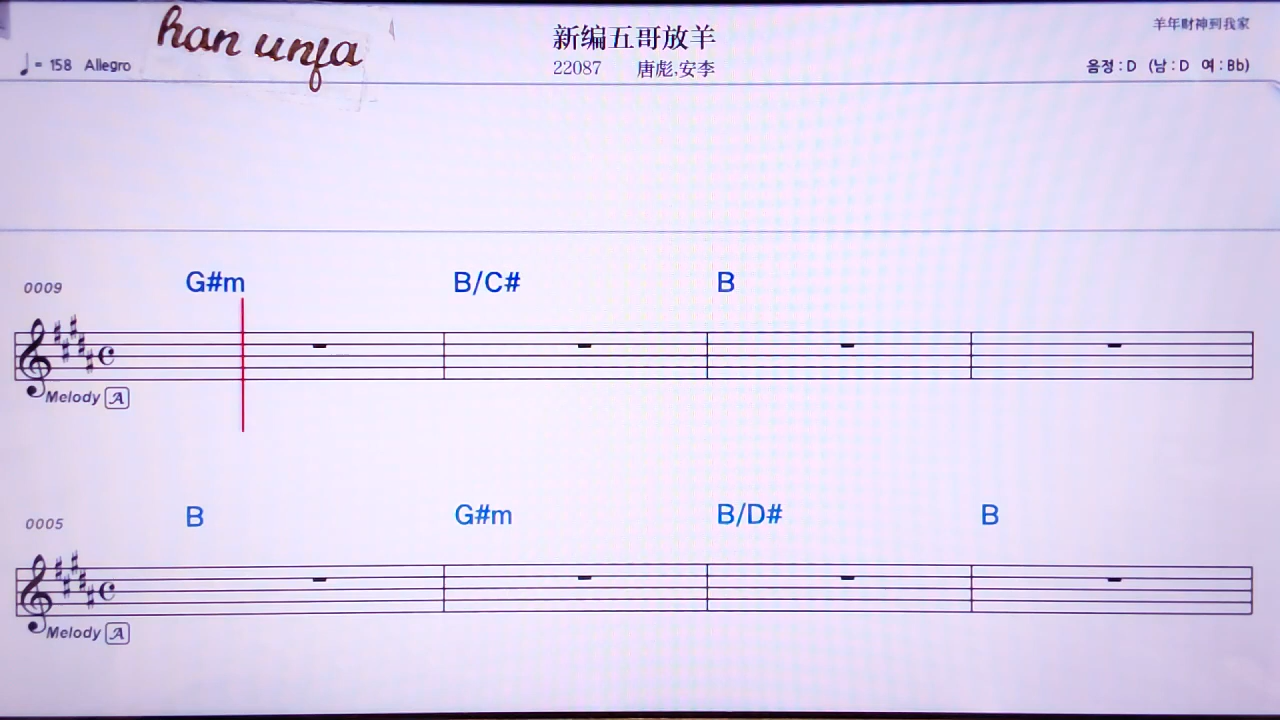 han unfa
新编五哥放羊
羊年财神到我家
♩= 158 Allegro
22087 唐彪,安李
음정 : D (남 : D 여 : Bb)
0009 G#m B/C# B
Melody A
0005 B G#m B/D# B
Melody A